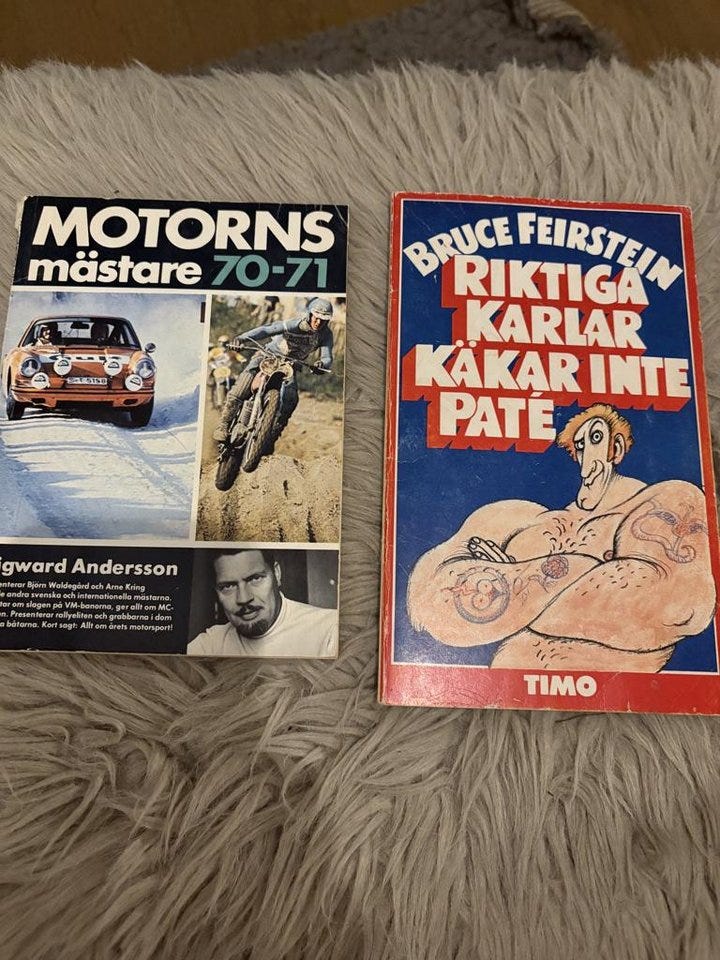 MOTORNS
mästare 70-71
S-T 5156
igward Andersson
enterar Björn Waldegård och Arne Kring
e andra svenska och internationella mästarna.
tar om slagen på VM-banorna, ger allt om MC-
en. Presenterar rallyeliten och grabbarna i dom
a båtarna. Kort sagt: Allt om årets motorsport!
BRUCE FEIRSTEIN
RIKTIGA
KARLAR
KÄKAR INTE
PATÉ
TIMO